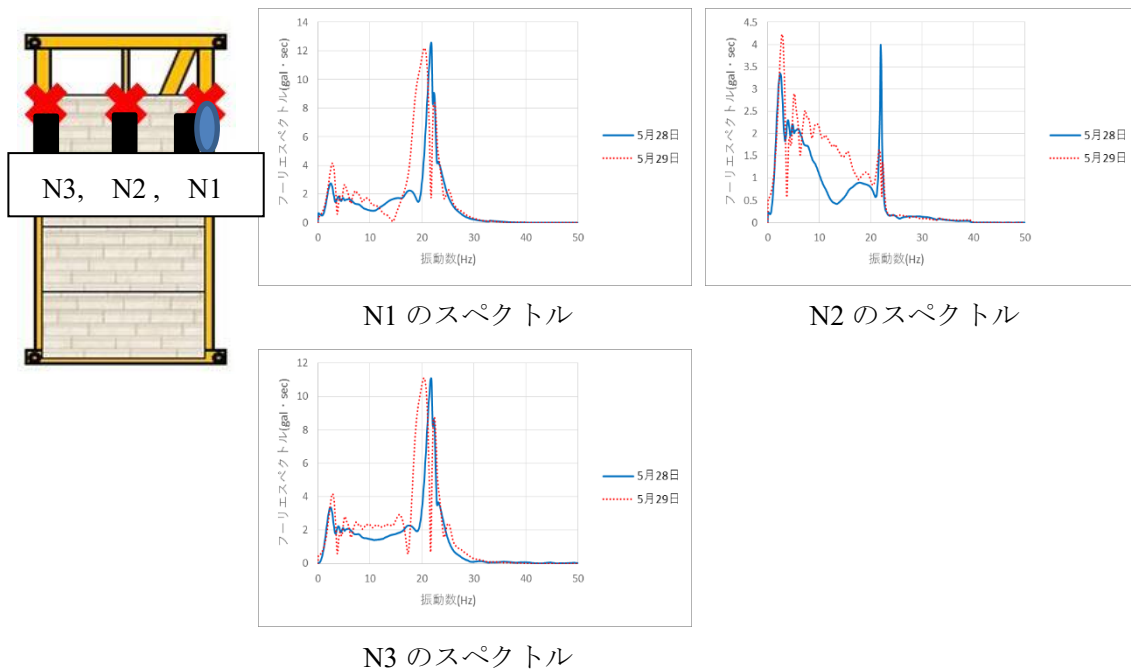 N3, N2 , N1
フーリエスペクトル(gal・sec)
14
12
10
8
6
4
2
0
0 10 20 30 40 50
振動数(Hz)
5月28日
5月29日
N1 のスペクトル
フーリエスペクトル(gal・sec)
4.5
4
3.5
3
2.5
2
1.5
1
0.5
0
0 10 20 30 40 50
振動数(Hz)
5月28日
5月29日
N2 のスペクトル
フーリエスペクトル(gal・sec)
12
10
8
6
4
2
0
0 10 20 30 40 50
振動数(Hz)
5月28日
5月29日
N3 のスペクトル